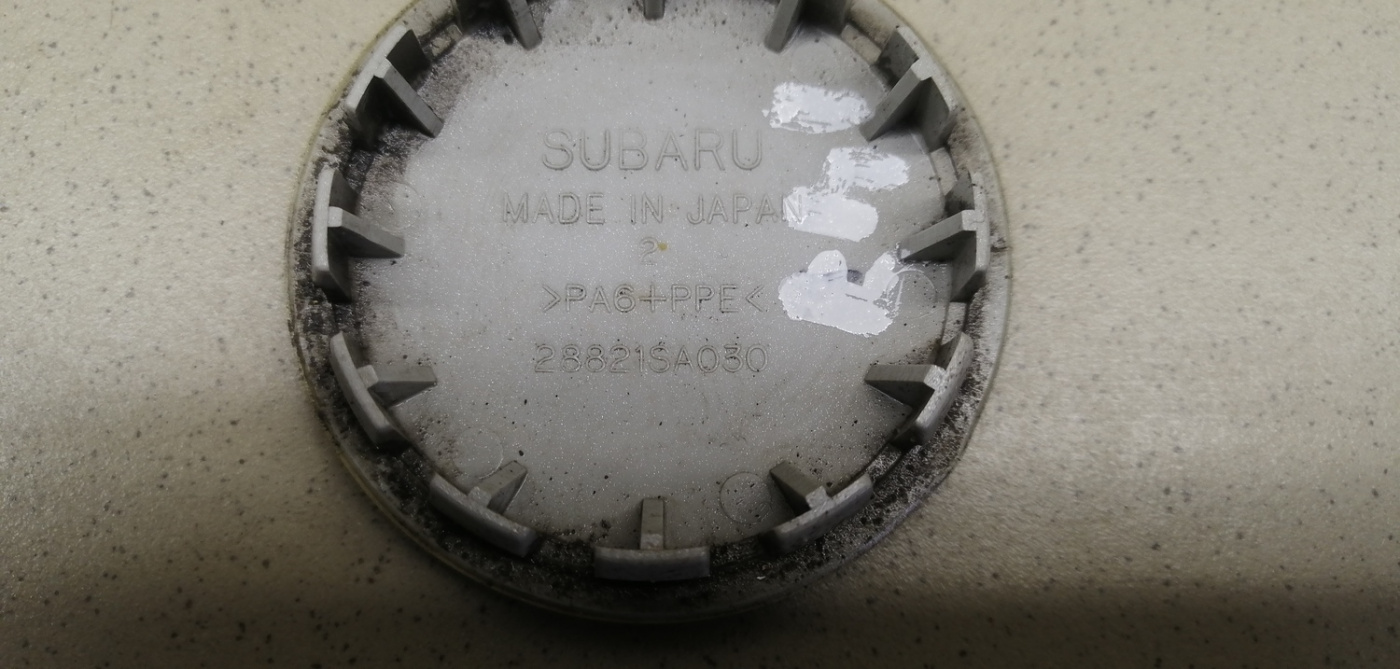 SUBARU
MADE IN JAPAN
2
>PA6+PPE<
28821SA030